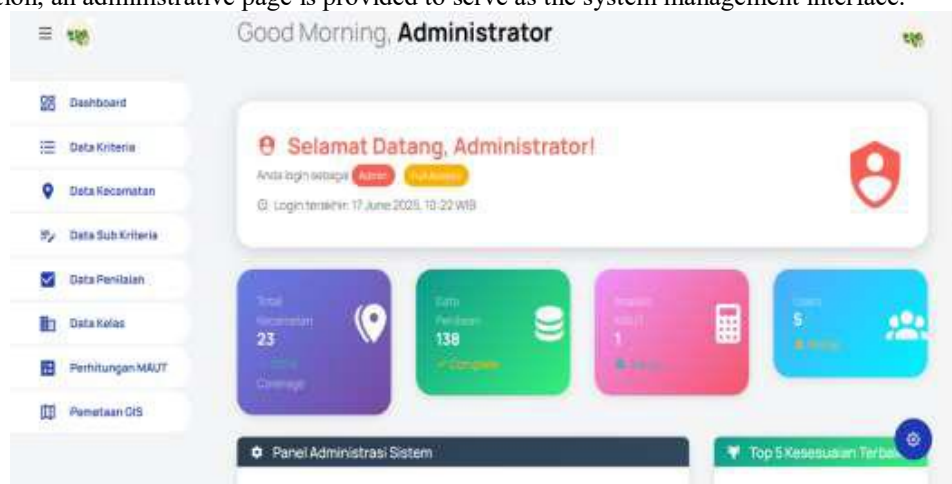 an administrative page is provided to serve as the system management interface.
Good Morning, Administrator
Dashboard
Data Kriteria
Data Kecamatan
Data Sub Kriteria
Data Penilaian
Data Kelas
Perhitungan MAUT
Pemetaan GIS
Selamat Datang, Administrator!
Anda login sebagai Admin
Login terakhir: 17 June 2025, 10:22 WIB
Total
Kecamatan
23
Coverage
Data
Penilaian
138
Complete
MAUT
1
Users
5
Panel Administrasi Sistem
Top 5 Kesesuaian